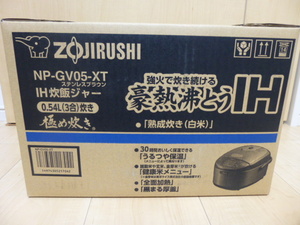 ZOJIRUSHI
NP-GV05-XT
ステンレスブラウン
IH炊飯ジャー
0.54L(3合)炊き
極め炊き®
強火で炊き続ける
豪熱沸とうIH
・「熟成炊き(白米)」
・30時間おいしく保温できる
「うるつや保温」
「健康米メニュー」
・「全面加熱」
・「黒まる厚釜」